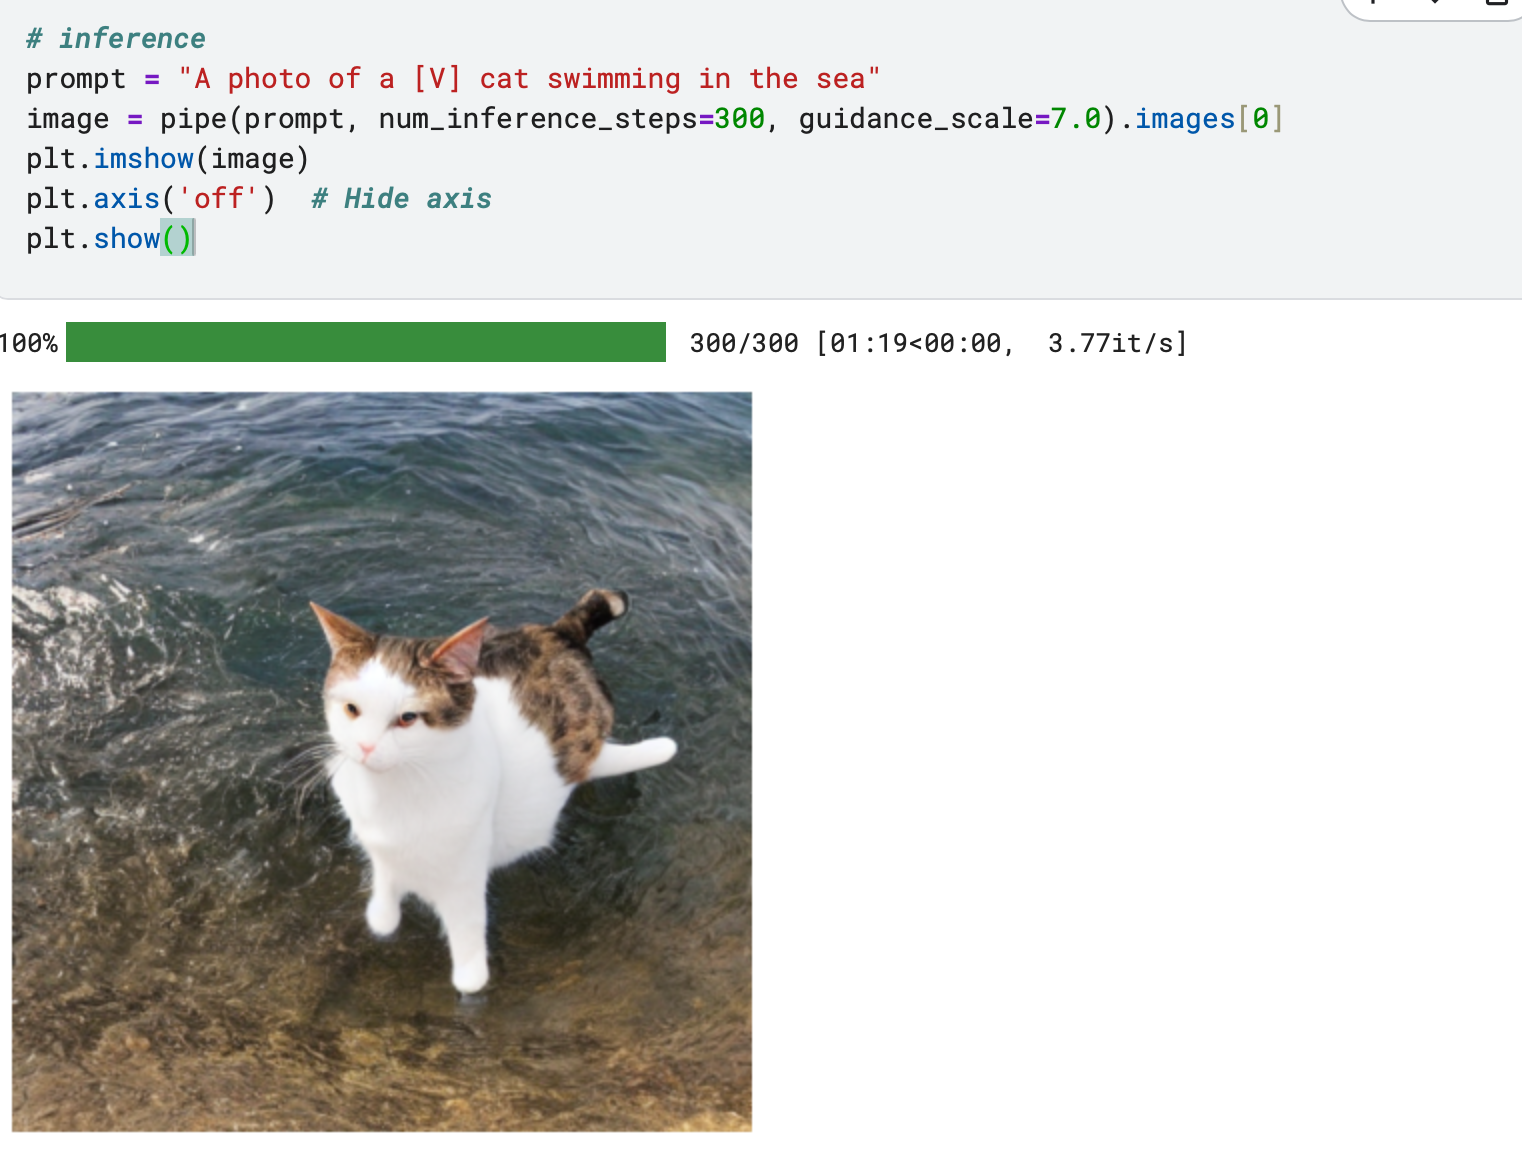 # inference
prompt = "A photo of a [V] cat swimming in the sea"
image = pipe(prompt, num_inference_steps=300, guidance_scale=7.0).images[0]
plt.imshow(image)
plt.axis('off')  # Hide axis
plt.show()
100% 300/300 [01:19<00:00, 3.77it/s]